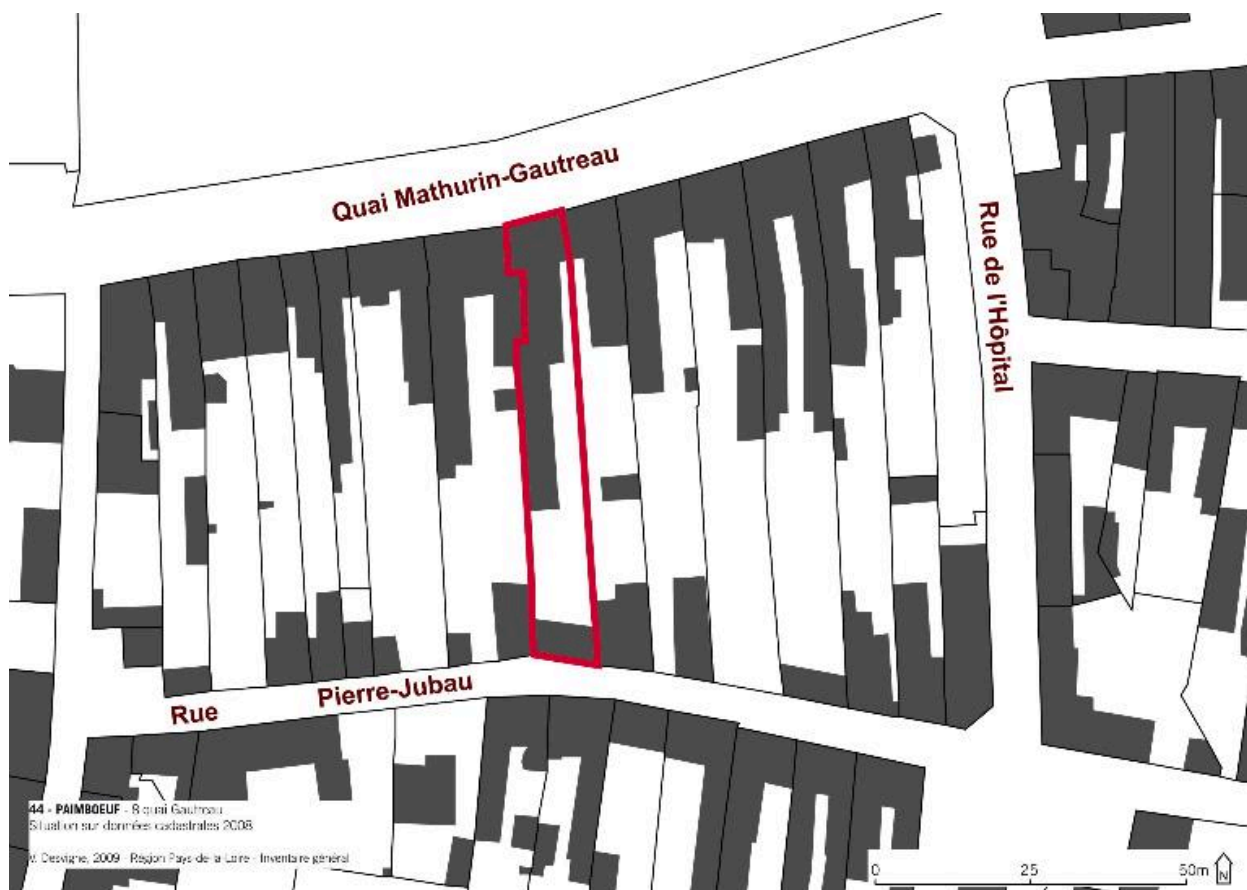 Quai Mathurin-Gautreau
Rue de l'Hôpital
Rue Pierre-Jubau
44 - PAIMBOEUF - 8 quai Gautreau
Situation sur données cadastrales 2008
V. Desvigne, 2009 - Région Pays-de-la-Loire - Inventaire général
0 25 50m
N